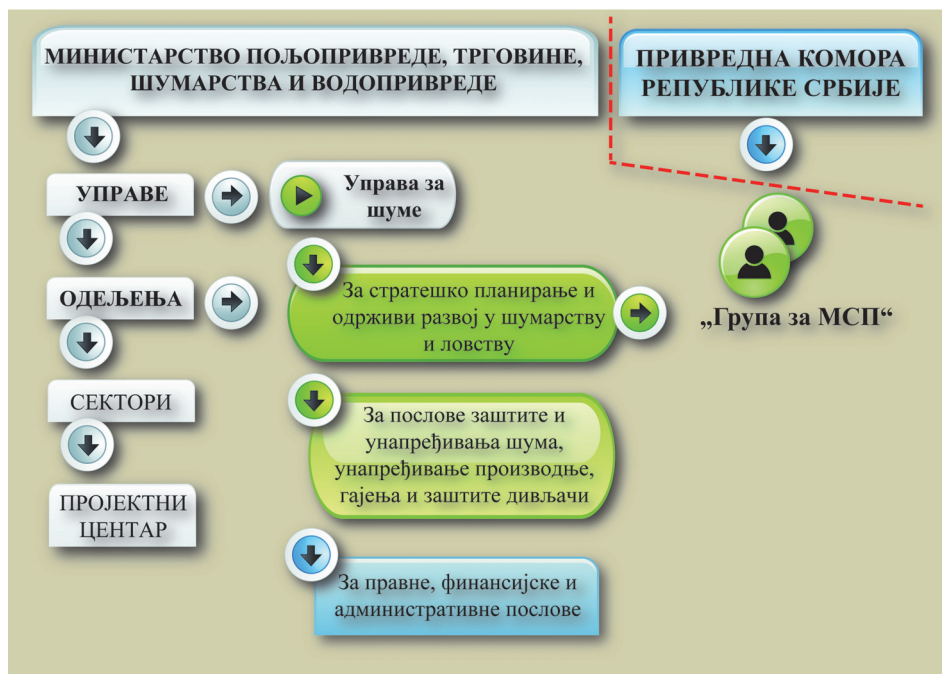 МИНИСТАРСТВО ПОЉОПРИВРЕДЕ, ТРГОВИНЕ,
ШУМАРСТВА И ВОДОПРИВРЕДЕ
ПРИВРЕДНА КОМОРА
РЕПУБЛИКЕ СРБИЈЕ
УПРАВЕ
Управа за
шуме
ОДЕЉЕЊА
За стратешко планирање и
одрживи развој у шумарству
и ловству
„Група за МСП“
СЕКТОРИ
За послове заштите и
унапређивања шума,
унапређивање производње,
гајења и заштите дивљачи
ПРОЈЕКТНИ
ЦЕНТАР
За правне, финансијске и
административне послове